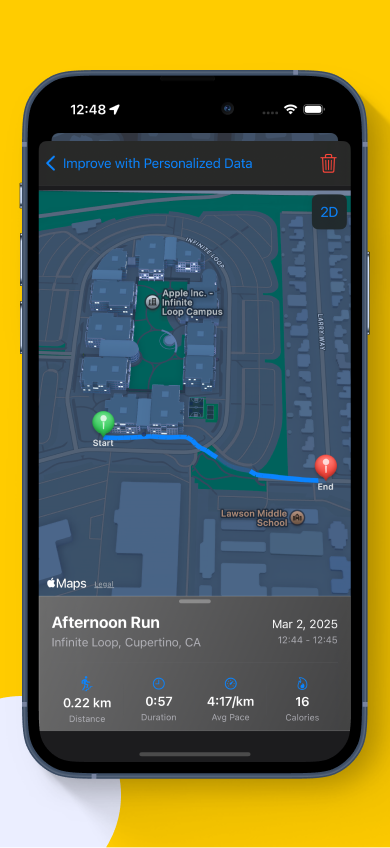 12:48
Improve with Personalized Data
2D
INFINITE LOOP
Apple Inc. -
Infinite
Loop Campus
LARRY WAY
Start
End
Lawson Middle
School
Maps Legal
Afternoon Run
Mar 2, 2025
Infinite Loop, Cupertino, CA
12:44 - 12:45
0.22 km
0:57
4:17/km
16
Distance
Duration
Avg Pace
Calories